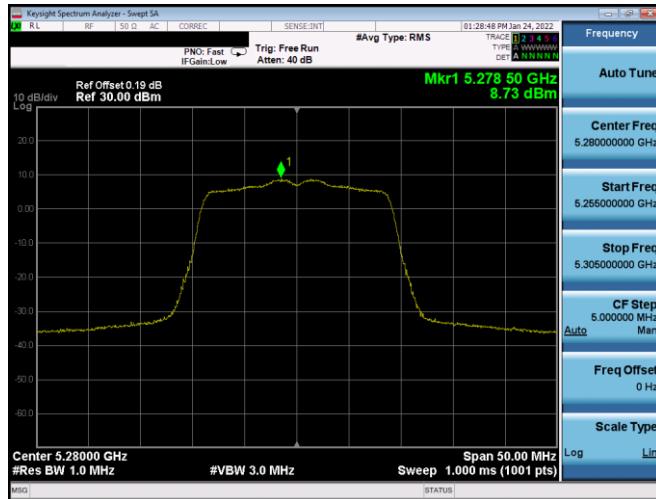 Keysight Spectrum Analyzer - Swept SA
RL RF 50 Ω AC CORREC SENSE:INT 01:28:48 PM Jan 24, 2022
#Avg Type: RMS
TRACE 1 2 3 4 5 6
TYPE A WWWWW
DET A N N N N N
PNO: Fast
IFGain:Low
Trig: Free Run
Atten: 40 dB
Mkr1 5.278 50 GHz
8.73 dBm
Ref Offset 0.19 dB
10 dB/div Ref 30.00 dBm
Log
1
20.0
10.0
0.00
-10.0
-20.0
-30.0
-40.0
-50.0
-60.0
Center 5.28000 GHz
Span 50.00 MHz
#Res BW 1.0 MHz
#VBW 3.0 MHz
Sweep 1.000 ms (1001 pts)
MSG
STATUS
Frequency
Auto Tune
Center Freq
5.280000000 GHz
Start Freq
5.255000000 GHz
Stop Freq
5.305000000 GHz
CF Step
5.000000 MHz
Auto Man
Freq Offset
0 Hz
Scale Type
Log Lin